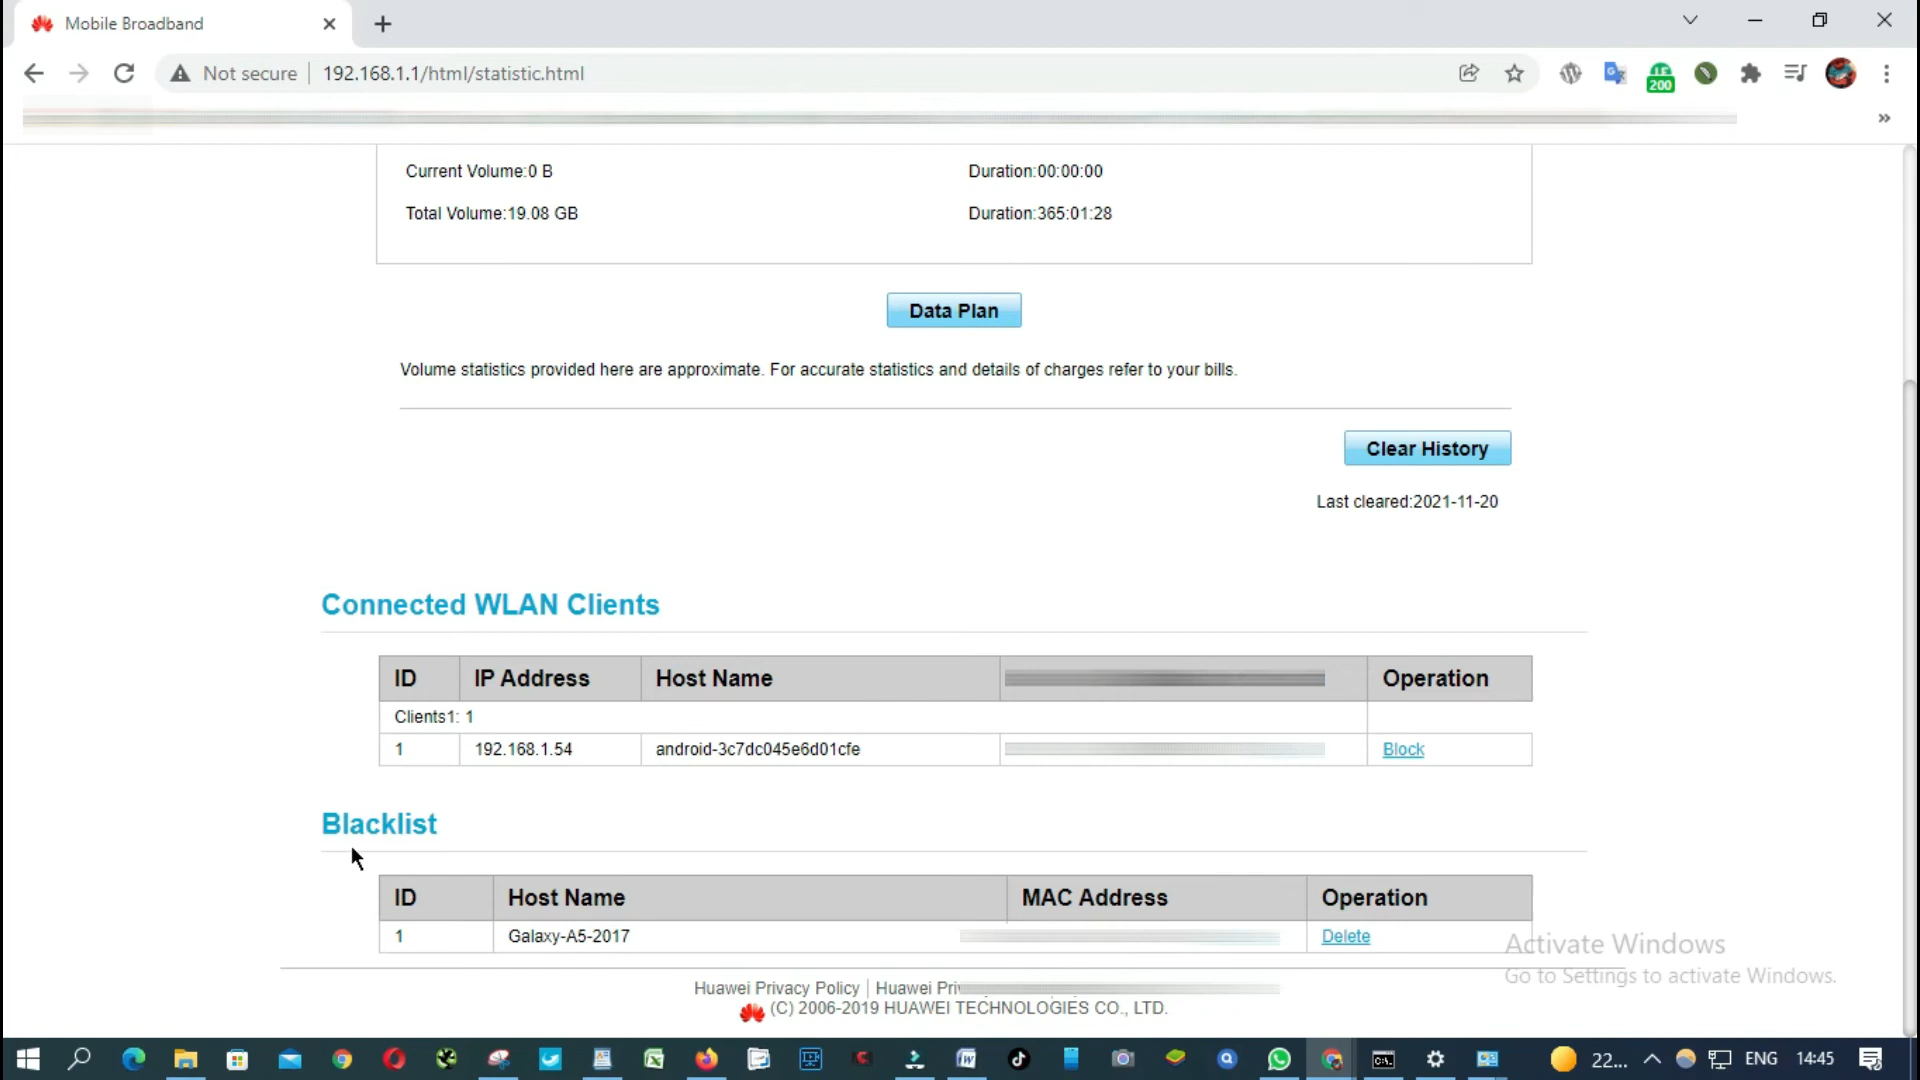 Mobile Broadband
Not secure
192.168.1.1/html/statistic.html
200
»
Current Volume:0 B
Duration:00:00:00
Total Volume:19.08 GB
Duration:365:01:28
Data Plan
Volume statistics provided here are approximate. For accurate statistics and details of charges refer to your bills.
Clear History
Last cleared:2021-11-20
Connected WLAN Clients
ID IP Address Host Name Operation
Clients1: 1
1 192.168.1.54 android-3c7dc045e6d01cfe Block
Blacklist
ID Host Name MAC Address Operation
1 Galaxy-A5-2017 Delete
Activate Windows
Go to Settings to activate Windows.
Huawei Privacy Policy | Huawei
(C) 2006-2019 HUAWEI TECHNOLOGIES CO., LTD.
22... ENG 14:45